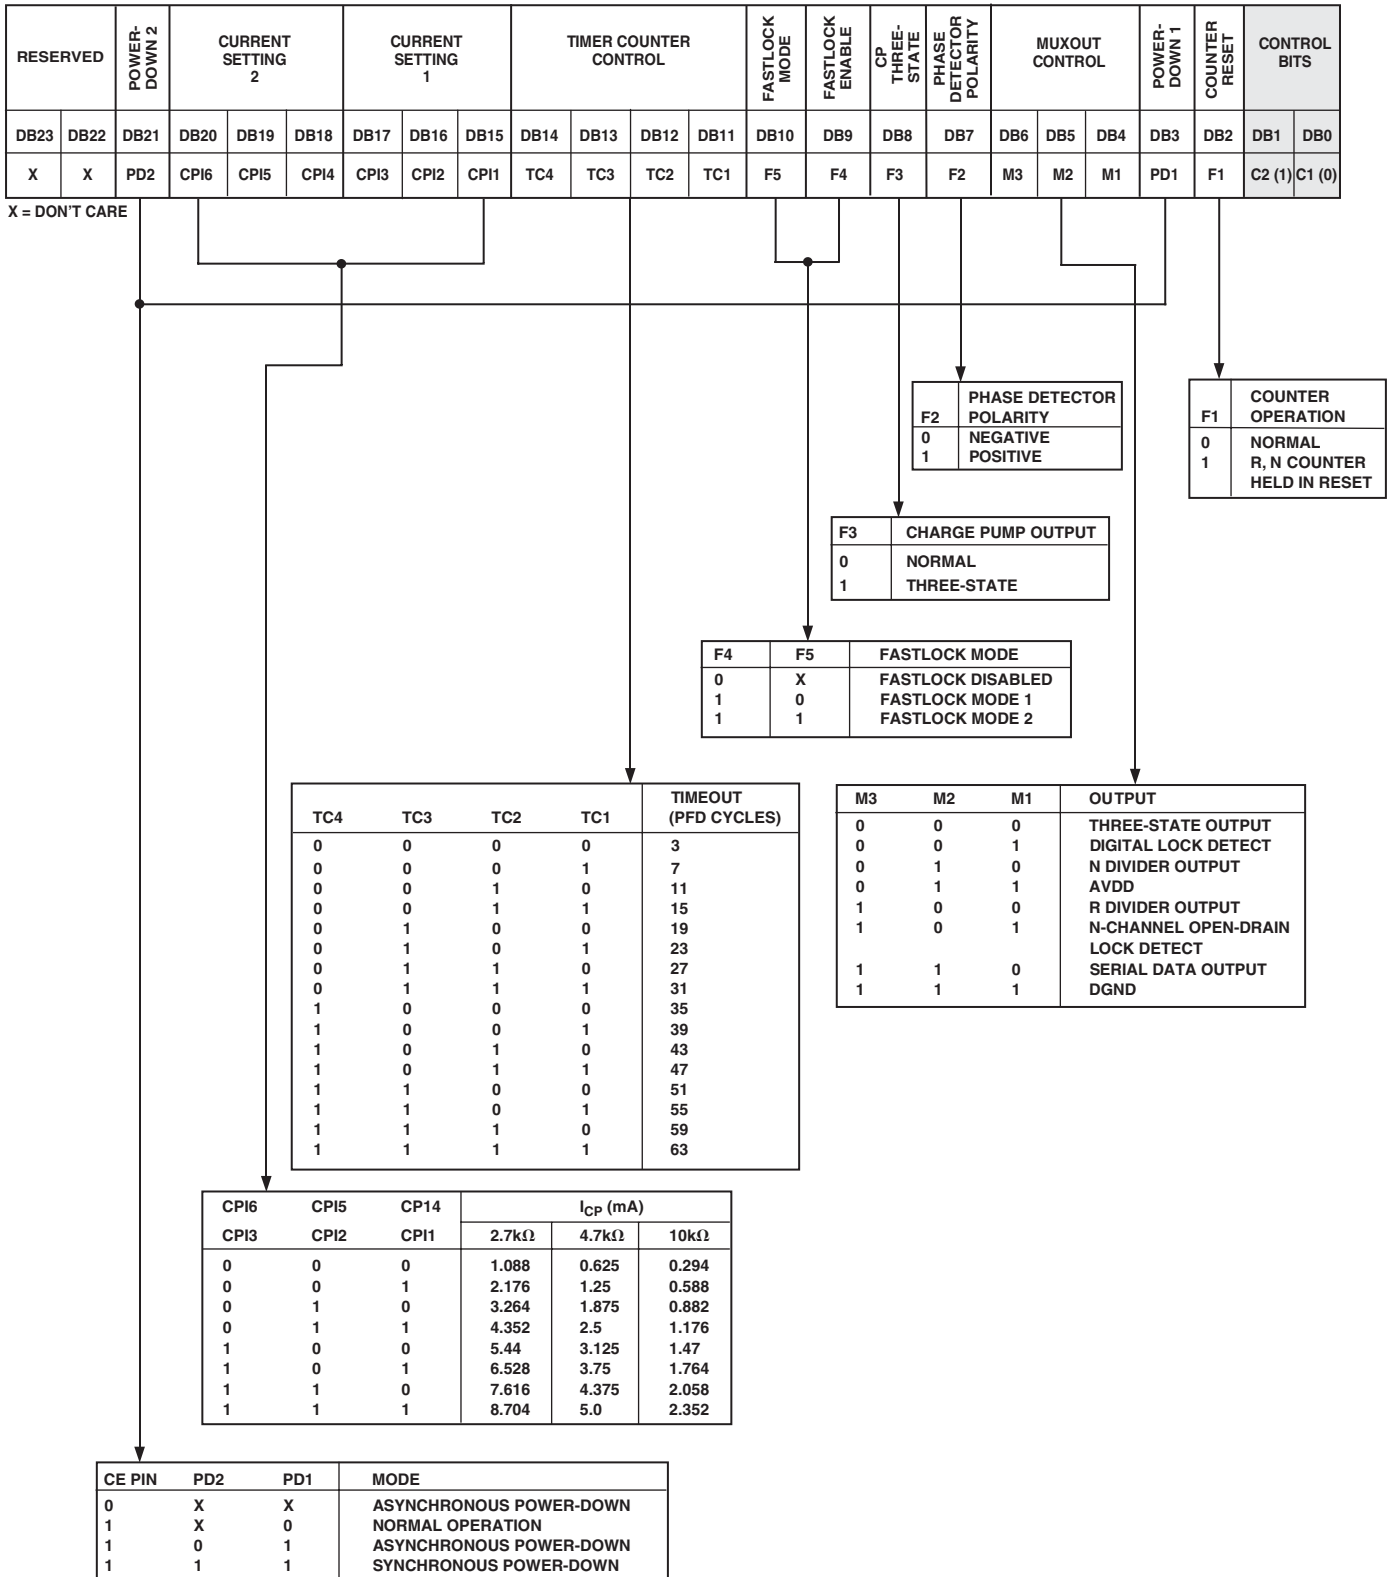 RESERVED
POWER-DOWN 2
CURRENT SETTING 2
CURRENT SETTING 1
TIMER COUNTER CONTROL
FASTLOCK MODE
FASTLOCK ENABLE
CP THREE-STATE
PHASE DETECTOR POLARITY
MUXOUT CONTROL
POWER-DOWN 1
COUNTER RESET
CONTROL BITS
DB23 DB22 DB21 DB20 DB19 DB18 DB17 DB16 DB15 DB14 DB13 DB12 DB11 DB10 DB9 DB8 DB7 DB6 DB5 DB4 DB3 DB2 DB1 DB0
X X PD2 CPI6 CPI5 CPI4 CPI3 CPI2 CPI1 TC4 TC3 TC2 TC1 F5 F4 F3 F2 M3 M2 M1 PD1 F1 C2 (1) C1 (0)
X = DON'T CARE
F2 PHASE DETECTOR POLARITY
0 NEGATIVE
1 POSITIVE
F1 COUNTER OPERATION
0 NORMAL
1 R, N COUNTER
HELD IN RESET
F3 CHARGE PUMP OUTPUT
0 NORMAL
1 THREE-STATE
F4 F5 FASTLOCK MODE
0 X FASTLOCK DISABLED
1 0 FASTLOCK MODE 1
1 1 FASTLOCK MODE 2
TC4 TC3 TC2 TC1 TIMEOUT (PFD CYCLES)
0 0 0 0 3
0 0 0 1 7
0 0 1 0 11
0 0 1 1 15
0 1 0 0 19
0 1 0 1 23
0 1 1 0 27
0 1 1 1 31
1 0 0 0 35
1 0 0 1 39
1 0 1 0 43
1 0 1 1 47
1 1 0 0 51
1 1 0 1 55
1 1 1 0 59
1 1 1 1 63
M3 M2 M1 OUTPUT
0 0 0 THREE-STATE OUTPUT
0 0 1 DIGITAL LOCK DETECT
0 1 0 N DIVIDER OUTPUT
0 1 1 AVDD
1 0 0 R DIVIDER OUTPUT
1 0 1 N-CHANNEL OPEN-DRAIN
LOCK DETECT
1 1 0 SERIAL DATA OUTPUT
1 1 1 DGND
CPI6 CPI5 CP14 ICP (mA)
CPI3 CPI2 CPI1 2.7kΩ 4.7kΩ 10kΩ
0 0 0 1.088 0.625 0.294
0 0 1 2.176 1.25 0.588
0 1 0 3.264 1.875 0.882
0 1 1 4.352 2.5 1.176
1 0 0 5.44 3.125 1.47
1 0 1 6.528 3.75 1.764
1 1 0 7.616 4.375 2.058
1 1 1 8.704 5.0 2.352
CE PIN PD2 PD1 MODE
0 X X ASYNCHRONOUS POWER-DOWN
1 X 0 NORMAL OPERATION
1 0 1 ASYNCHRONOUS POWER-DOWN
1 1 1 SYNCHRONOUS POWER-DOWN